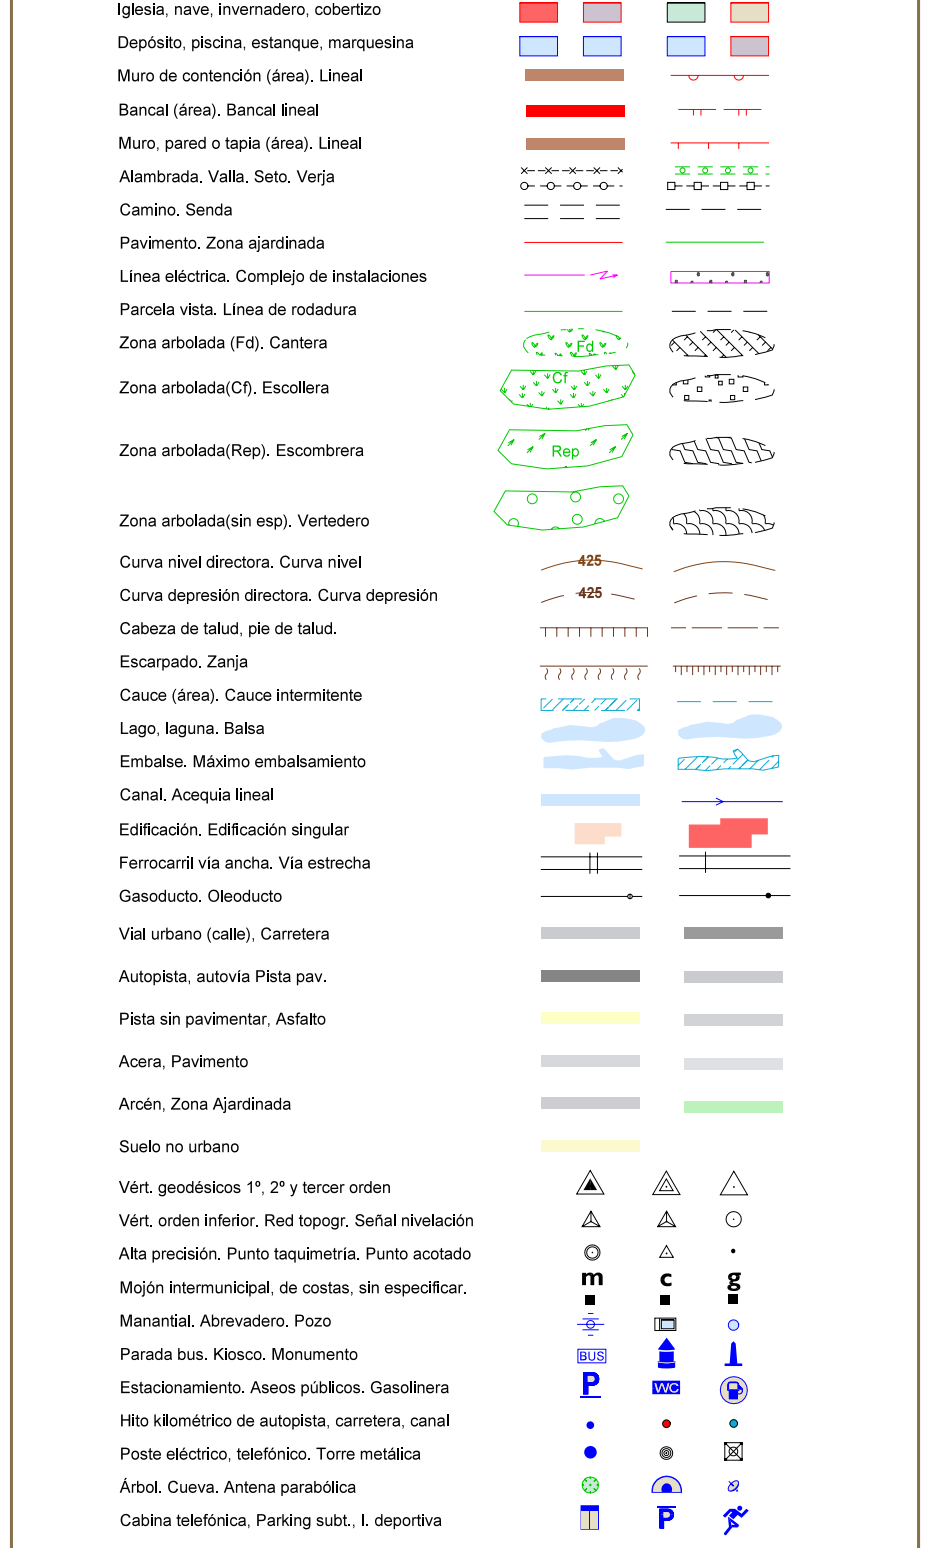 Iglesia, nave, invernadero, cobertizo
Depósito, piscina, estanque, marquesina
Muro de contención (área). Lineal
Bancal (área). Bancal lineal
Muro, pared o tapia (área). Lineal
Alambrada. Valla. Seto. Verja
Camino. Senda
Pavimento. Zona ajardinada
Línea eléctrica. Complejo de instalaciones
Parcela vista. Línea de rodadura
Zona arbolada (Fd). Cantera Fd
Zona arbolada(Cf). Escollera Cf
Zona arbolada(Rep). Escombrera Rep
Zona arbolada(sin esp). Vertedero
Curva nivel directora. Curva nivel 425
Curva depresión directora. Curva depresión 425
Cabeza de talud, pie de talud.
Escarpado. Zanja
Cauce (área). Cauce intermitente
Lago, laguna. Balsa
Embalse. Máximo embalsamiento
Canal. Acequia lineal
Edificación. Edificación singular
Ferrocarril vía ancha. Vía estrecha
Gasoducto. Oleoducto
Vial urbano (calle), Carretera
Autopista, autovía Pista pav.
Pista sin pavimentar, Asfalto
Acera, Pavimento
Arcén, Zona Ajardinada
Suelo no urbano
Vért. geodésicos 1º, 2º y tercer orden
Vért. orden inferior. Red topogr. Señal nivelación
Alta precisión. Punto taquimetría. Punto acotado
Mojón intermunicipal, de costas, sin especificar. m c g
Manantial. Abrevadero. Pozo
Parada bus. Kiosco. Monumento BUS
Estacionamiento. Aseos públicos. Gasolinera P WC
Hito kilométrico de autopista, carretera, canal
Poste eléctrico, telefónico. Torre metálica
Árbol. Cueva. Antena parabólica
Cabina telefónica, Parking subt., I. deportiva P